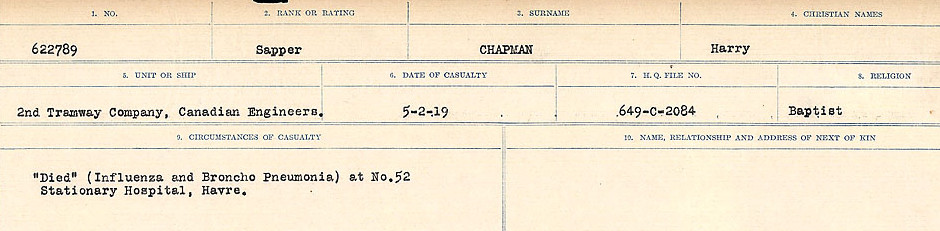 1. NO. 2. RANK OR RATING 3. SURNAME 4. CHRISTIAN NAMES
622789 Sapper CHAPMAN Harry
5. UNIT OR SHIP 6. DATE OF CASUALTY 7. H. Q. FILE NO. 8. RELIGION
2nd Tramway Company, Canadian Engineers. 5-2-19 649-C-2084 Baptist
9. CIRCUMSTANCES OF CASUALTY 10. NAME, RELATIONSHIP AND ADDRESS OF NEXT OF KIN
"Died" (Influenza and Broncho Pneumonia) at No.52
Stationary Hospital, Havre.